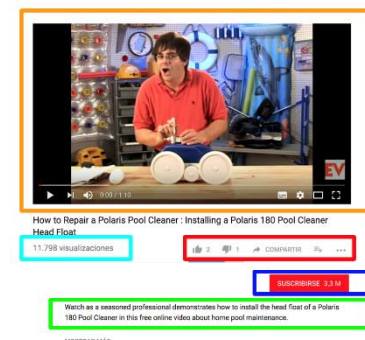 EV
0:00 / 1:10
How to Repair a Polaris Pool Cleaner : Installing a Polaris 180 Pool Cleaner
Head Float
11.798 visualizaciones
2 1 COMPARTIR
SUSCRIBIRSE 3,3 M
Watch as a seasoned professional demonstrates how to install the head float of a Polaris
180 Pool Cleaner in this free online video about home pool maintenance.